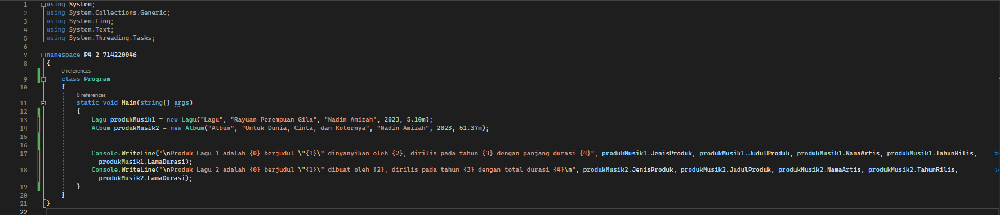 1 using System;
2 using System.Collections.Generic;
3 using System.Linq;
4 using System.Text;
5 using System.Threading.Tasks;
6
7 namespace P4_2_714220046
8 {
0 references
9 class Program
10 {
0 references
11 static void Main(string[] args)
12 {
13 Lagu produkMusik1 = new Lagu("Lagu", "Rayuan Perempuan Gila", "Nadin Amizah", 2023, 5.10m);
14 Album produkMusik2 = new Album("Album", "Untuk Dunia, Cinta, dan Kotornya", "Nadin Amizah", 2023, 51.37m);
15
16
17 Console.WriteLine("\nProduk Lagu 1 adalah {0} berjudul \"{1}\" dinyanyikan oleh {2}, dirilis pada tahun {3} dengan panjang durasi {4}", produkMusik1.JenisProduk, produkMusik1.JudulProduk, produkMusik1.NamaArtis, produkMusik1.TahunRilis,
produkMusik1.LamaDurasi);
18 Console.WriteLine("\nProduk Lagu 2 adalah {0} berjudul \"{1}\" dibuat oleh {2}, dirilis pada tahun {3} dengan total durasi {4}\n", produkMusik2.JenisProduk, produkMusik2.JudulProduk, produkMusik2.NamaArtis, produkMusik2.TahunRilis,
produkMusik2.LamaDurasi);
19 }
20 }
21 }
22